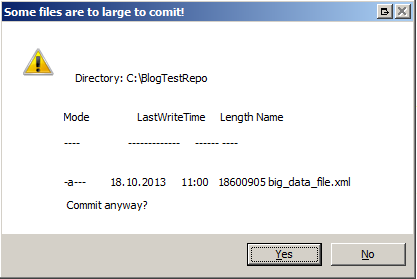 Some files are to large to comit!
Directory: C:\BlogTestRepo
Mode LastWriteTime Length Name
---- ------------- ------ ----
-a--- 18.10.2013 11:00 18600905 big_data_file.xml
Commit anyway?
Yes No